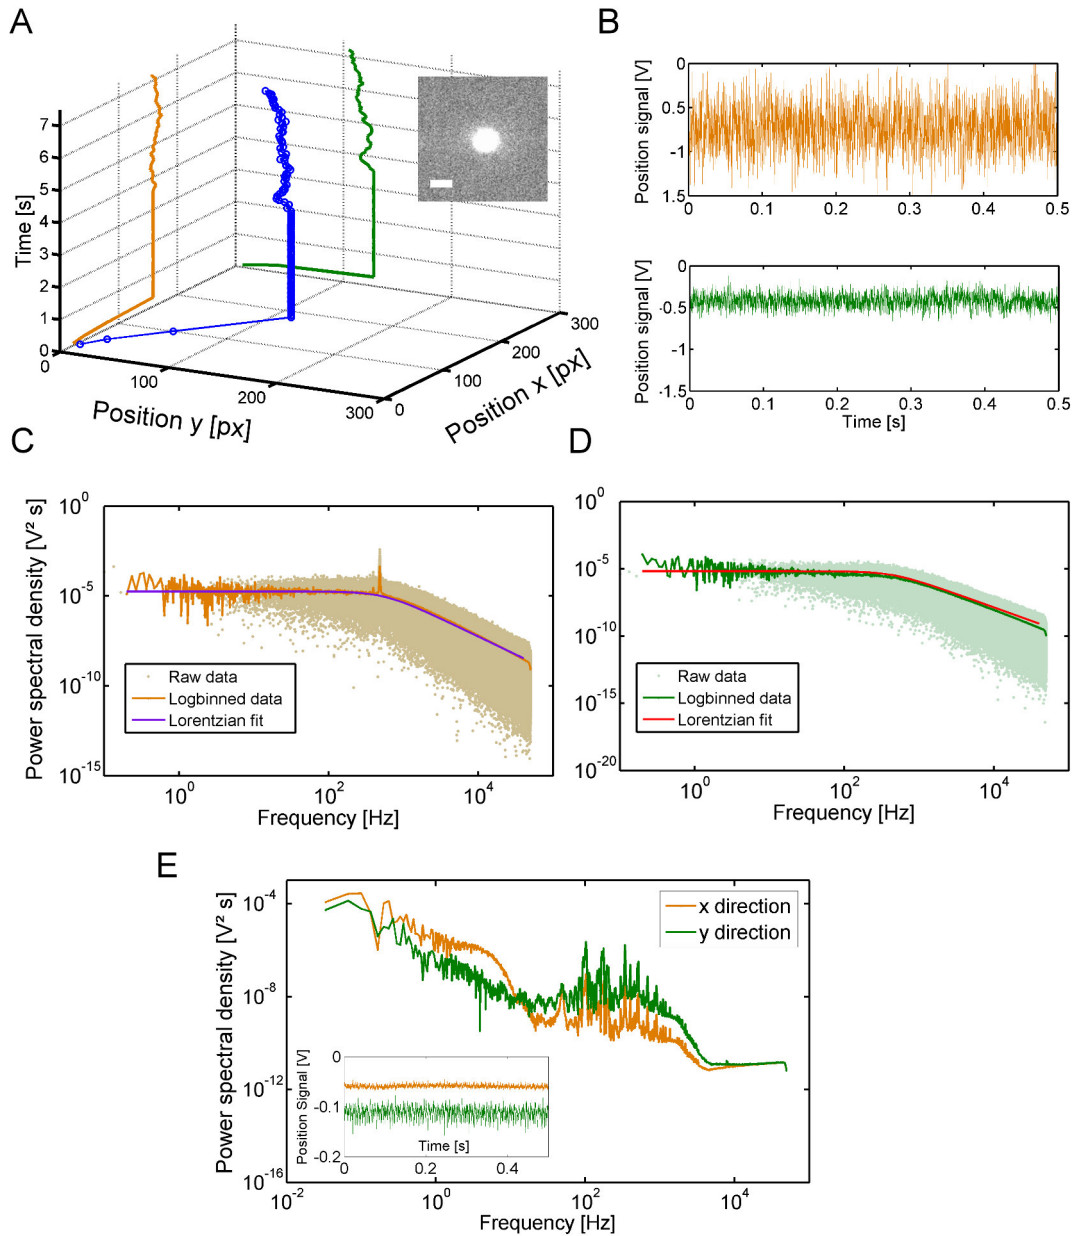 A
7
6
5
4
3
2
1
0
Time [s]
0
100
200
300
Position y [px]
0
100
200
300
Position x [px]
B
0
0.5
-1
1.5
Position signal [V]
0 0.1 0.2 0.3 0.4 0.5
0
-0.5
-1
-1.5
Position signal [V]
0 0.1 0.2 0.3 0.4 0.5
Time [s]
C
Power spectral density [V² s]
10^0
10^-5
10^-10
10^-15
Raw data
Logbinned data
Lorentzian fit
10^0 10^2 10^4
Frequency [Hz]
D
10^0
10^-5
10^-10
10^-15
10^-20
Raw data
Logbinned data
Lorentzian fit
10^0 10^2 10^4
Frequency [Hz]
E
Power spectral density [V² s]
10^-4
10^-8
10^-12
10^-16
x direction
y direction
Position Signal [V]
0
-0.1
-0.2
Time [s]
0 0.2 0.4
10^-2 10^0 10^2 10^4
Frequency [Hz]